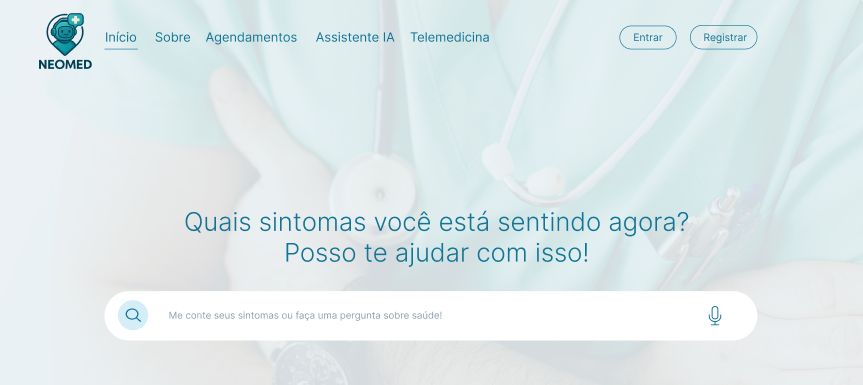 Início Sobre Agendamentos Assistente IA Telemedicina Entrar Registrar
NEOMED
Quais sintomas você está sentindo agora?
Posso te ajudar com isso!
Me conte seus sintomas ou faça uma pergunta sobre saúde!